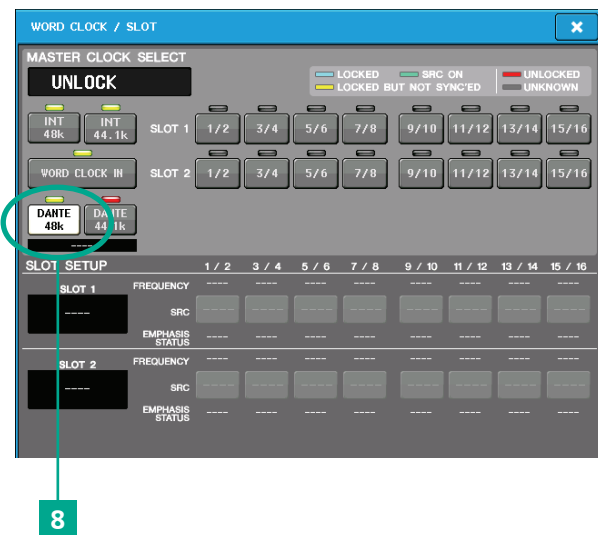 WORD CLOCK / SLOT
MASTER CLOCK SELECT
UNLOCK
LOCKED SRC ON UNLOCKED
LOCKED BUT NOT SYNC'ED UNKNOWN
INT 48k INT 44.1k SLOT 1 1/2 3/4 5/6 7/8 9/10 11/12 13/14 15/16
WORD CLOCK IN SLOT 2 1/2 3/4 5/6 7/8 9/10 11/12 13/14 15/16
DANTE 48k DANTE 44.1k
----
SLOT SETUP 1 / 2 3 / 4 5 / 6 7 / 8 9 / 10 11 / 12 13 / 14 15 / 16
SLOT 1 FREQUENCY ---- ---- ---- ---- ---- ---- ---- ----
---- SRC ---- ---- ---- ---- ---- ---- ---- ----
EMPHASIS STATUS ---- ---- ---- ---- ---- ---- ---- ----
SLOT 2 FREQUENCY ---- ---- ---- ---- ---- ---- ---- ----
---- SRC ---- ---- ---- ---- ---- ---- ---- ----
EMPHASIS STATUS ---- ---- ---- ---- ---- ---- ---- ----
8